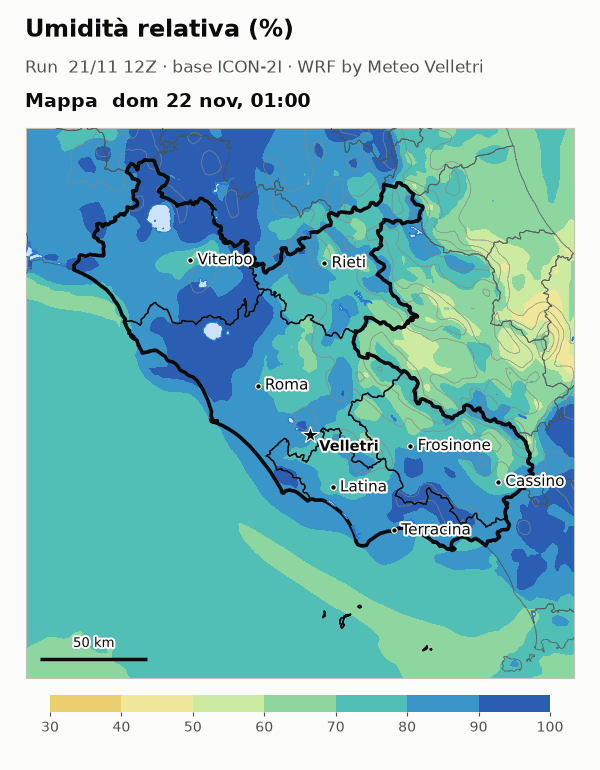 Umidità relativa (%)
Run 21/11 12Z · base ICON-2I · WRF by Meteo Velletri
Mappa dom 22 nov, 01:00
Viterbo
Rieti
Roma
Velletri
Frosinone
Cassino
Latina
Terracina
50 km
30 40 50 60 70 80 90 100